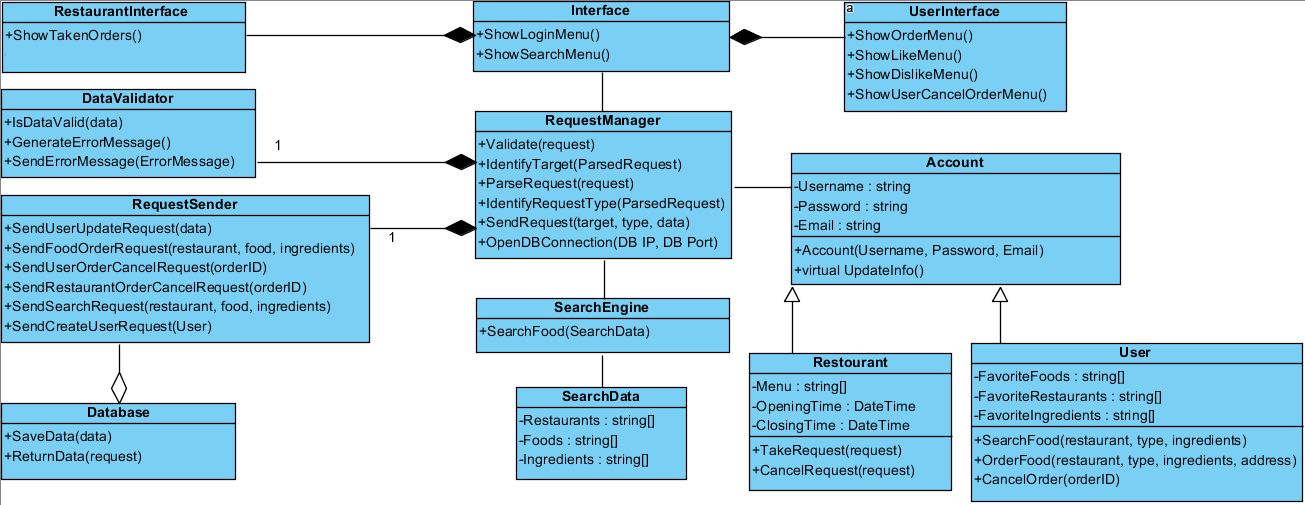 RestaurantInterface
+ShowTakenOrders()
Interface
+ShowLoginMenu()
+ShowSearchMenu()
a
UserInterface
+ShowOrderMenu()
+ShowLikeMenu()
+ShowDislikeMenu()
+ShowUserCancelOrderMenu()
DataValidator
+IsDataValid(data)
+GenerateErrorMessage()
+SendErrorMessage(ErrorMessage)
1
RequestManager
+Validate(request)
+IdentifyTarget(ParsedRequest)
+ParseRequest(request)
+IdentifyRequestType(ParsedRequest)
+SendRequest(target, type, data)
+OpenDBConnection(DB IP, DB Port)
Account
-Username : string
-Password : string
-Email : string
+Account(Username, Password, Email)
+virtual UpdateInfo()
RequestSender
+SendUserUpdateRequest(data)
+SendFoodOrderRequest(restaurant, food, ingredients)
+SendUserOrderCancelRequest(orderID)
+SendRestaurantOrderCancelRequest(orderID)
+SendSearchRequest(restaurant, food, ingredients)
+SendCreateUserRequest(User)
1
SearchEngine
+SearchFood(SearchData)
SearchData
-Restaurants : string[]
-Foods : string[]
-Ingredients : string[]
Database
+SaveData(data)
+ReturnData(request)
Restourant
-Menu : string[]
-OpeningTime : DateTime
-ClosingTime : DateTime
+TakeRequest(request)
+CancelRequest(request)
User
-FavoriteFoods : string[]
-FavoriteRestaurants : string[]
-FavoriteIngredients : string[]
+SearchFood(restaurant, type, ingredients)
+OrderFood(restaurant, type, ingredients, address)
+CancelOrder(orderID)